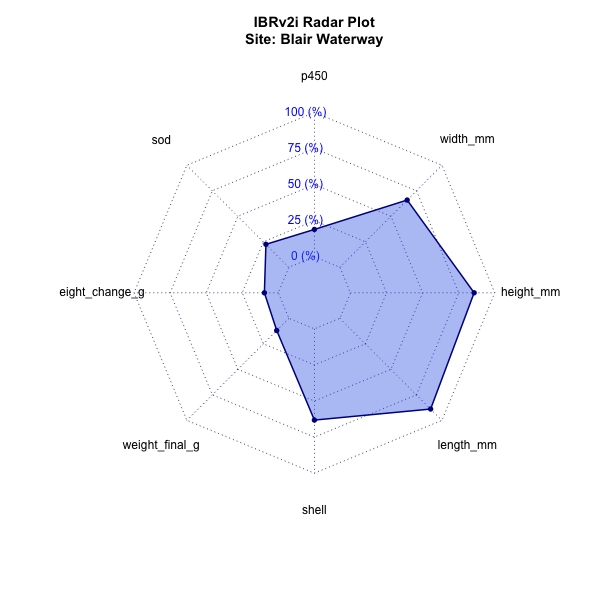 IBRv2i Radar Plot
Site: Blair Waterway
p450
100 (%)
width_mm
sod
75 (%)
50 (%)
25 (%)
0 (%)
eight_change_g
height_mm
weight_final_g
length_mm
shell